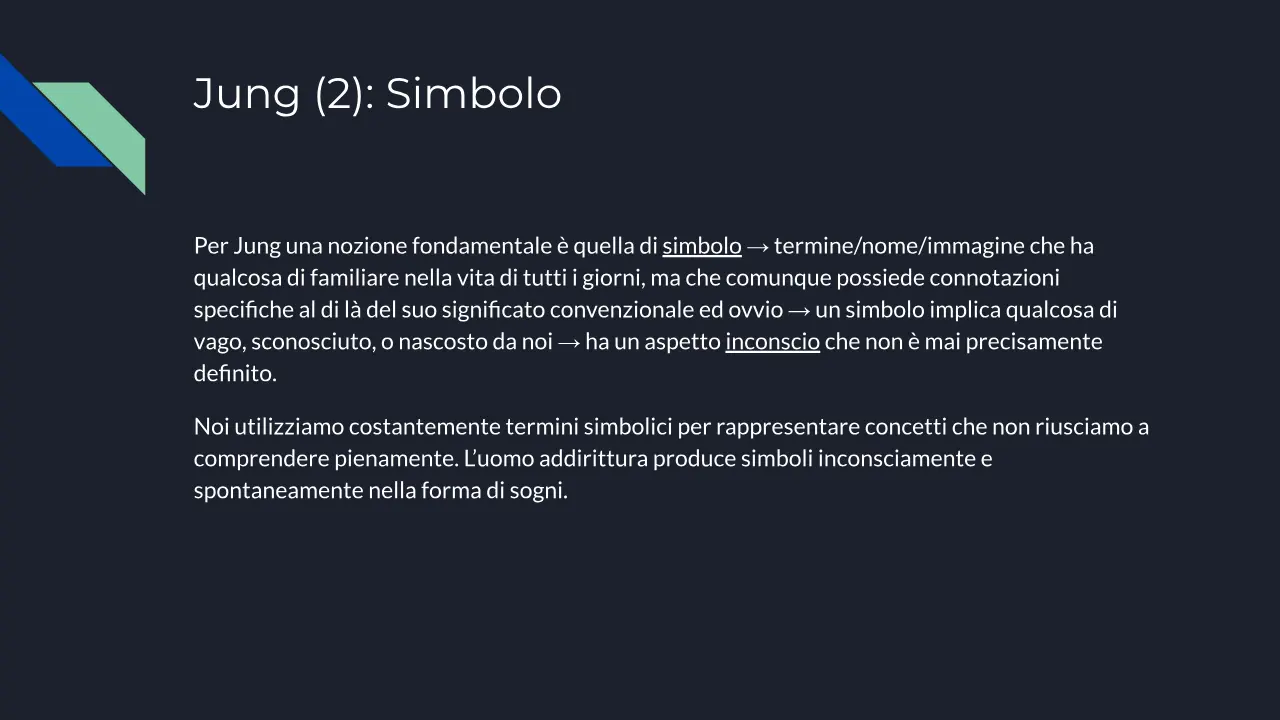 Jung (2): Simbolo
Per Jung una nozione fondamentale è quella di simbolo → termine/nome/immagine che ha
qualcosa di familiare nella vita di tutti i giorni, ma che comunque possiede connotazioni
specifiche al di là del suo significato convenzionale ed ovvio → un simbolo implica qualcosa di
vago, sconosciuto, o nascosto da noi → ha un aspetto inconscio che non è mai precisamente
definito.
Noi utilizziamo costantemente termini simbolici per rappresentare concetti che non riusciamo a
comprendere pienamente. L’uomo addirittura produce simboli inconsciamente e
spontaneamente nella forma di sogni.